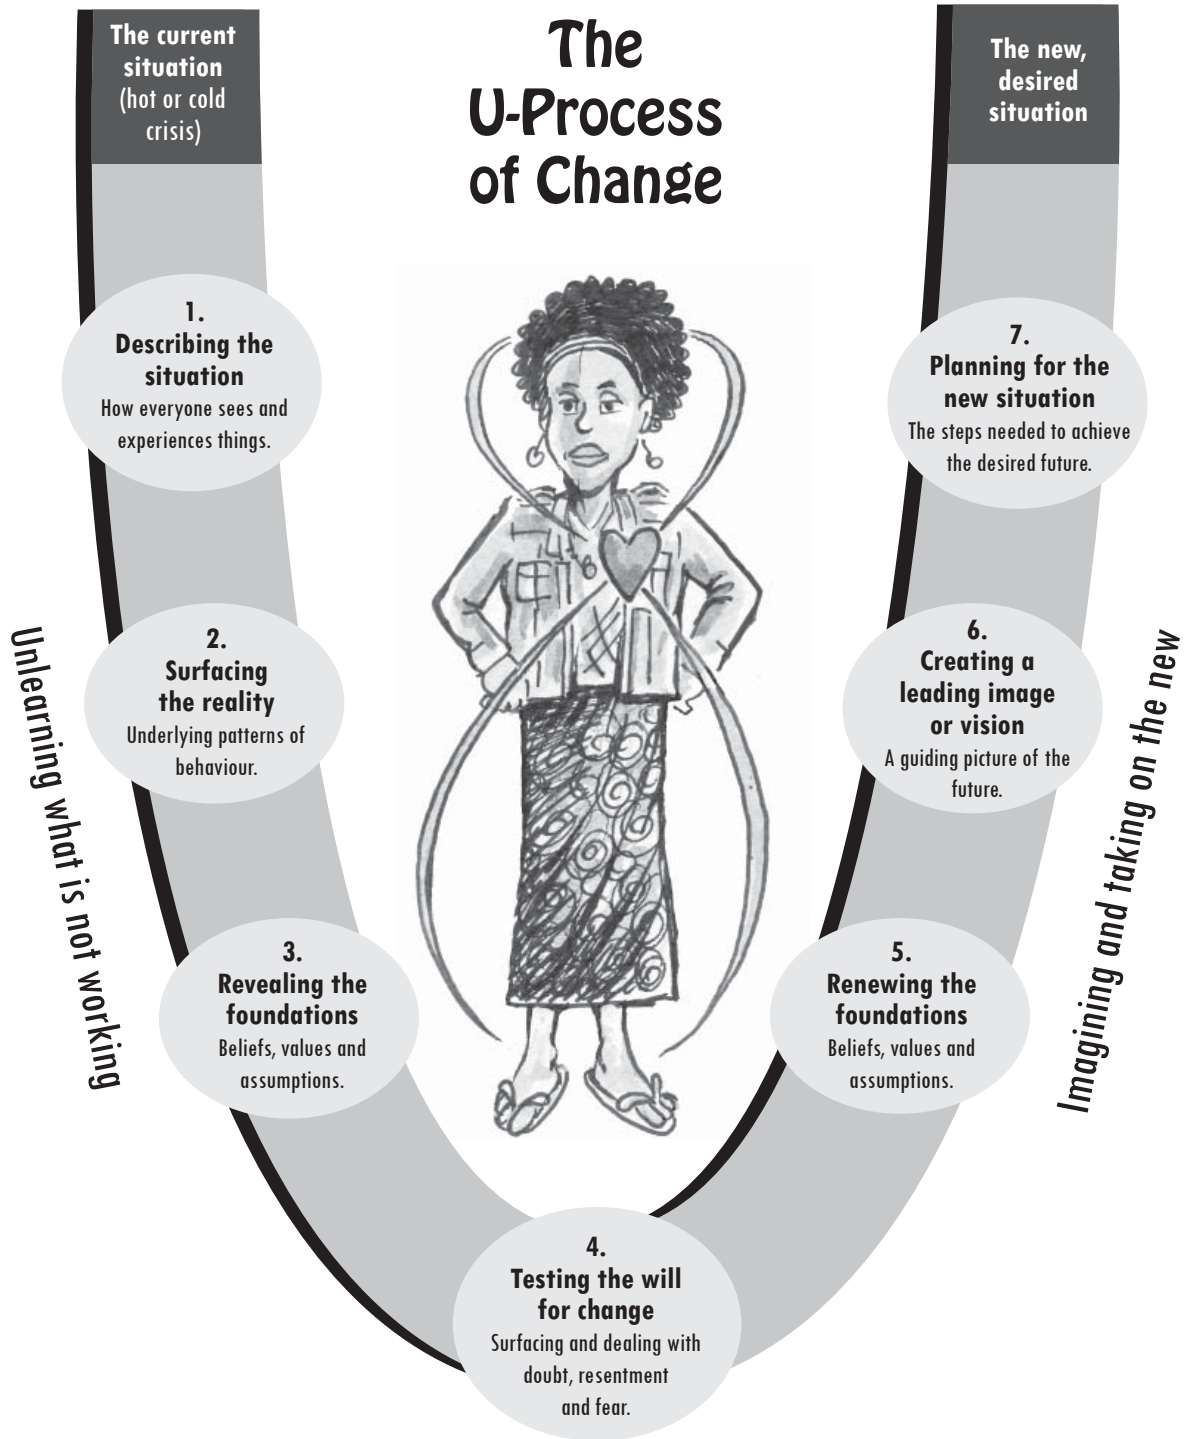 The
U-Process
of Change
The current
situation
(hot or cold
crisis)
1.
Describing the
situation
How everyone sees and
experiences things.
2.
Surfacing
the reality
Underlying patterns of
behaviour.
3.
Revealing the
foundations
Beliefs, values and
assumptions.
Unlearning what is not working
4.
Testing the will
for change
Surfacing and dealing with
doubt, resentment
and fear.
5.
Renewing the
foundations
Beliefs, values and
assumptions.
6.
Creating a
leading image
or vision
A guiding picture of the
future.
7.
Planning for the
new situation
The steps needed to achieve
the desired future.
The new,
desired
situation
Imagining and taking on the new